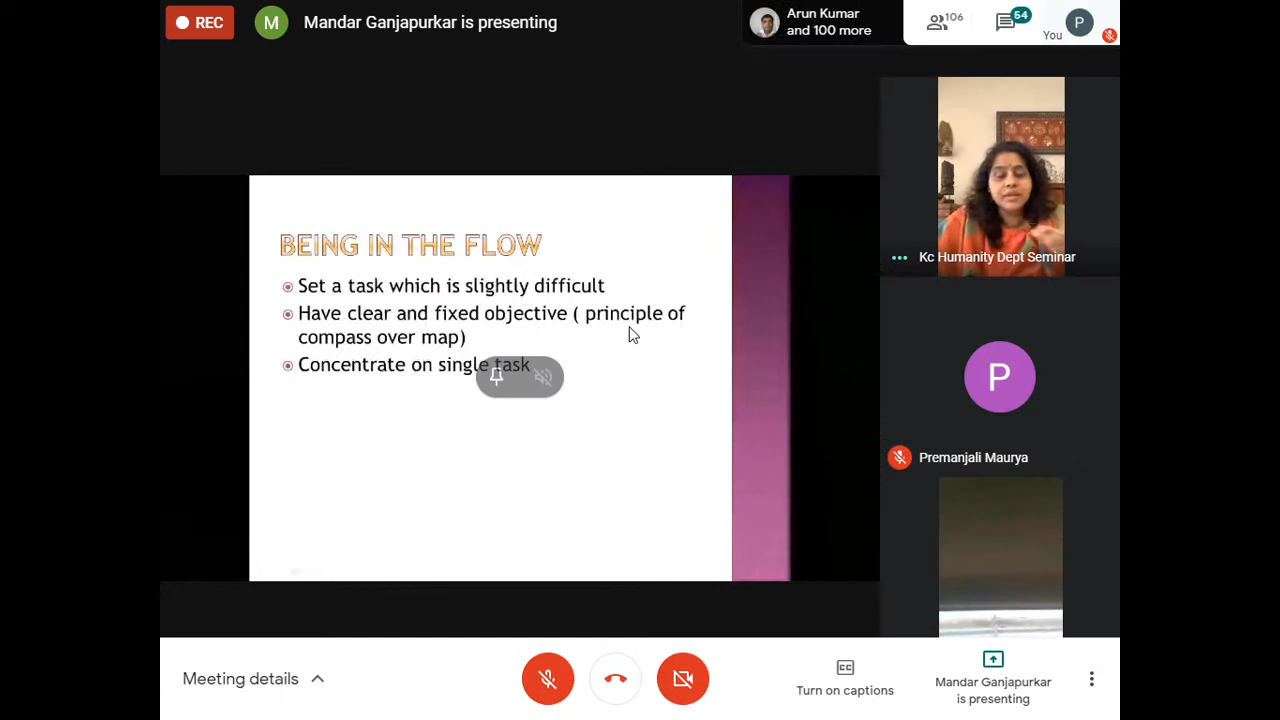 REC
M
Mandar Ganjapurkar is presenting
Arun Kumar
and 100 more
106
54
You
P
BEING IN THE FLOW
Set a task which is slightly difficult
Have clear and fixed objective ( principle of
compass over map)
Concentrate on single task
Kc Humanity Dept Seminar
P
Premanjali Maurya
Meeting details
CC
Turn on captions
Mandar Ganjapurkar
is presenting